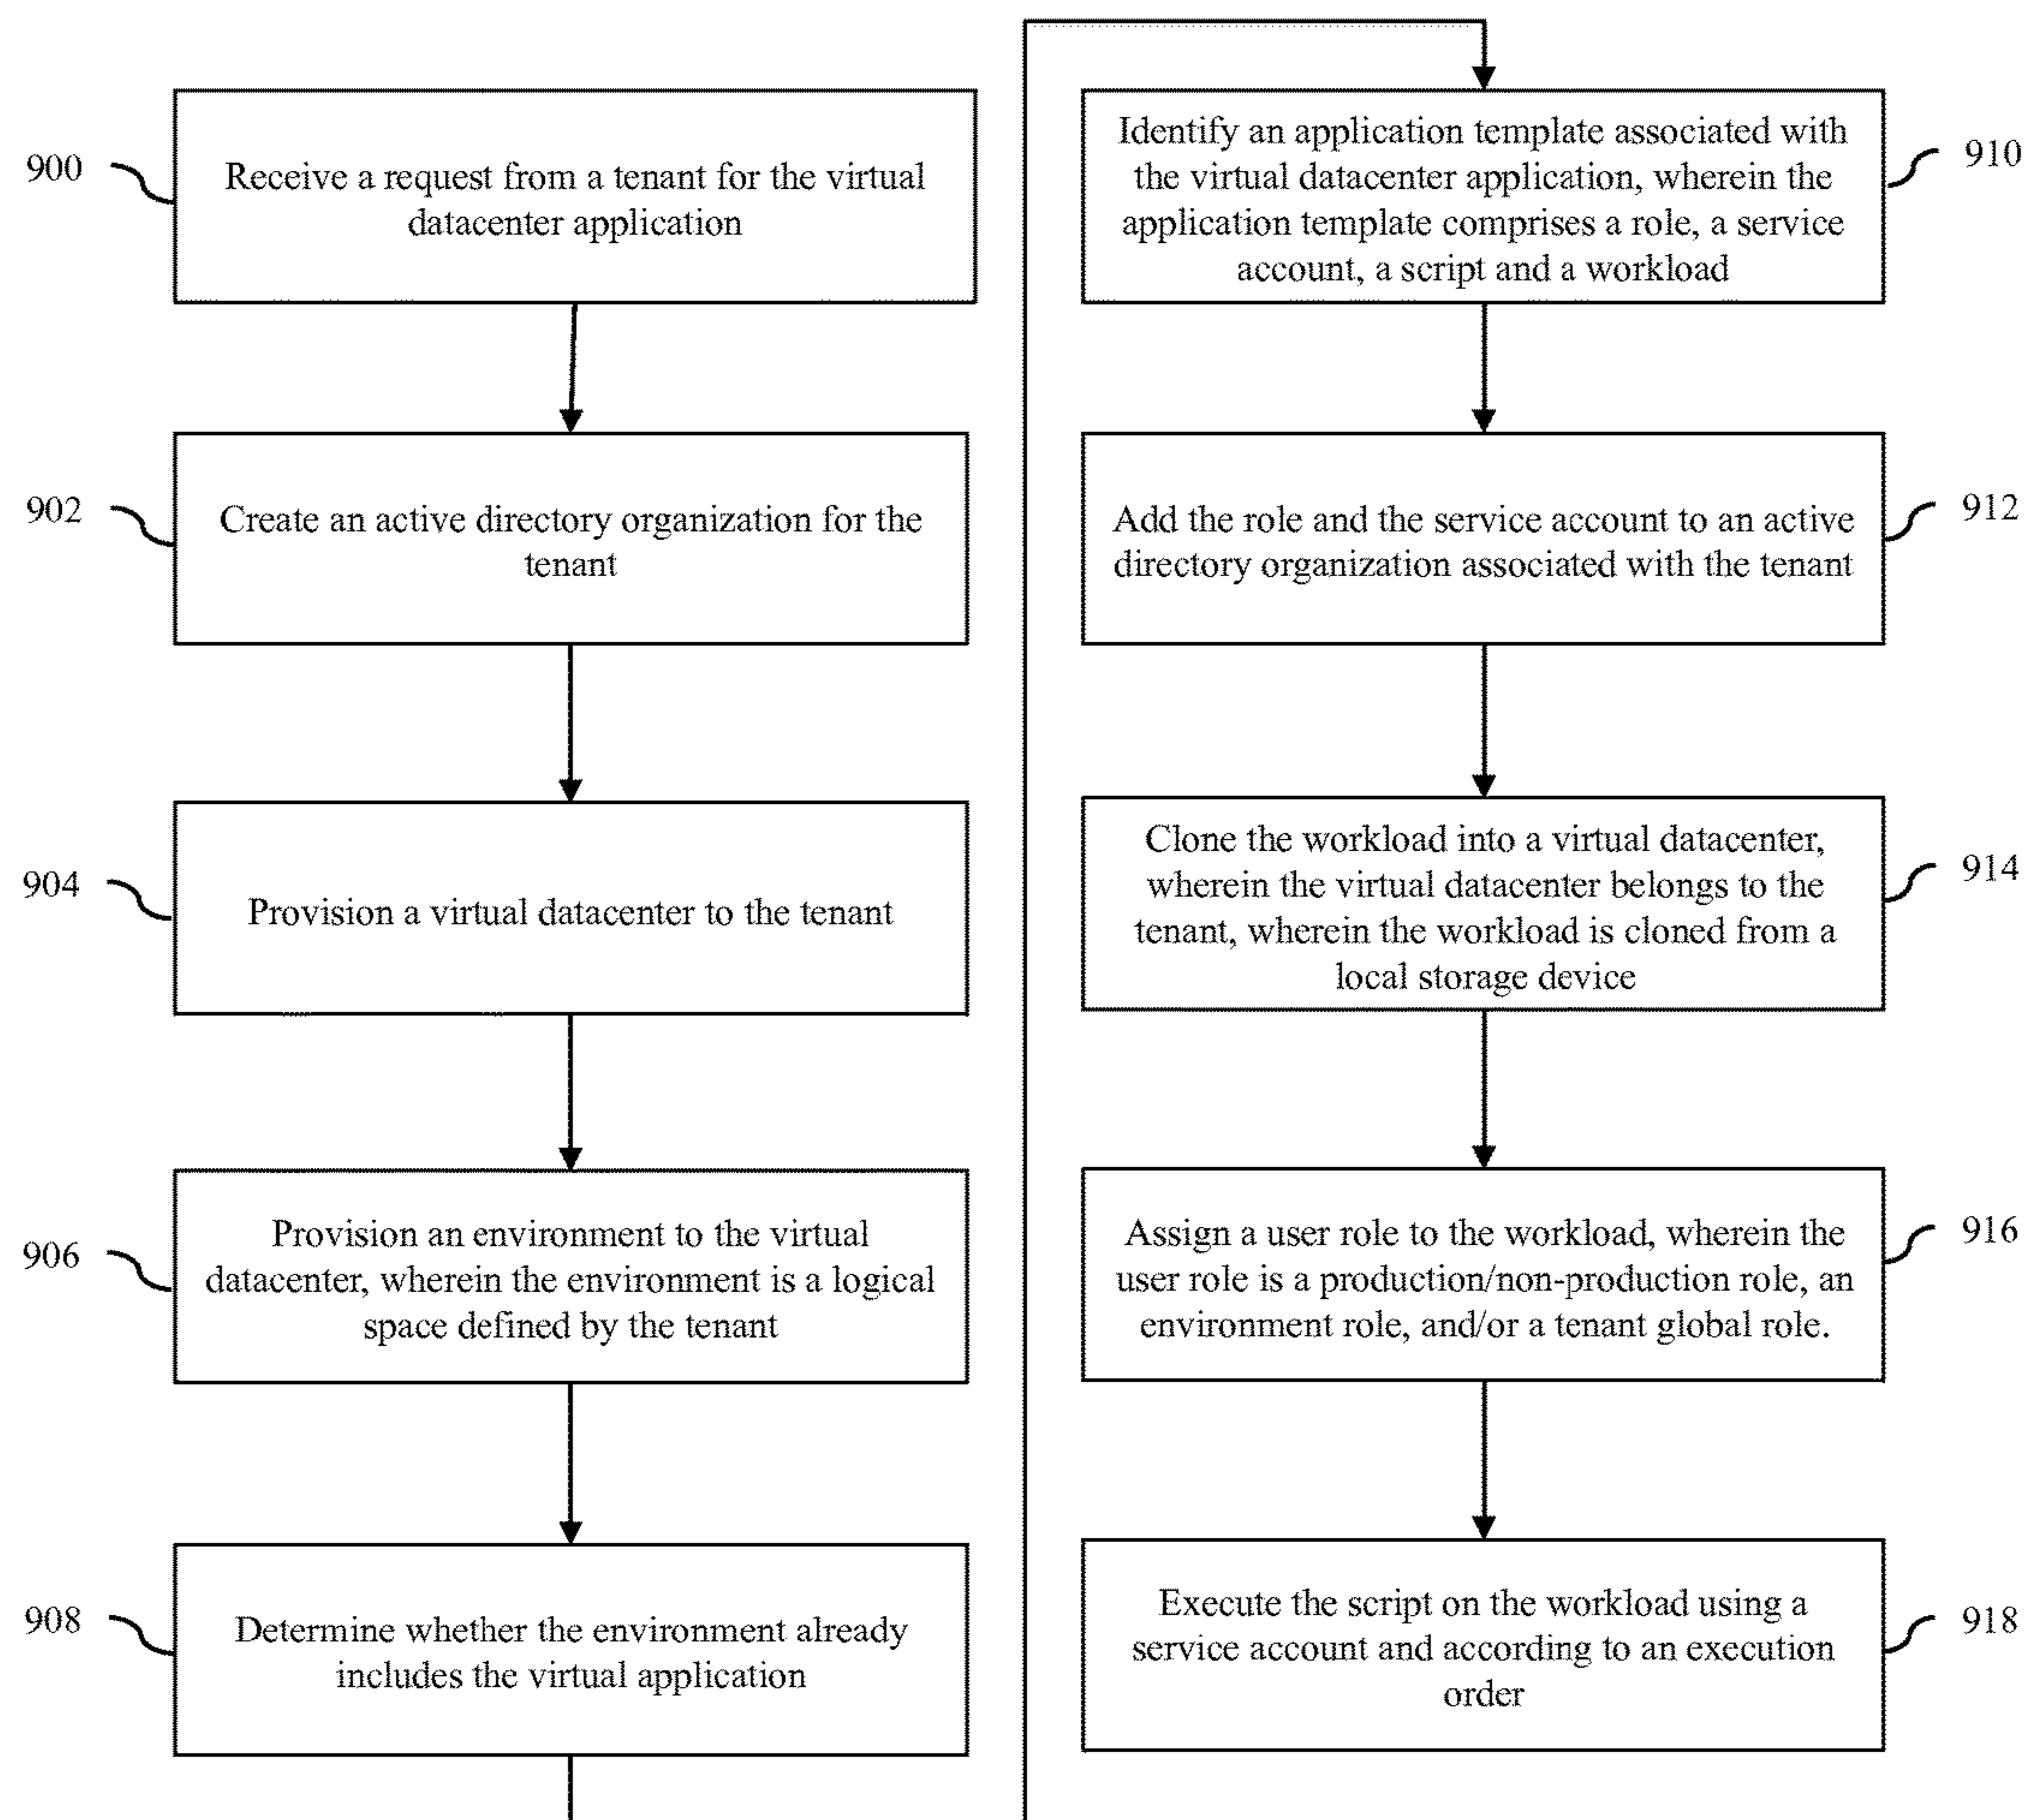 900
Receive a request from a tenant for the virtual
datacenter application
902
Create an active directory organization for the
tenant
904
Provision a virtual datacenter to the tenant
906
Provision an environment to the virtual
datacenter, wherein the environment is a logical
space defined by the tenant
908
Determine whether the environment already
includes the virtual application
Identify an application template associated with
the virtual datacenter application, wherein the
application template comprises a role, a service
account, a script and a workload
910
Add the role and the service account to an active
directory organization associated with the tenant
912
Clone the workload into a virtual datacenter,
wherein the virtual datacenter belongs to the
tenant, wherein the workload is cloned from a
local storage device
914
Assign a user role to the workload, wherein the
user role is a production/non-production role, an
environment role, and/or a tenant global role.
916
Execute the script on the workload using a
service account and according to an execution
order
918